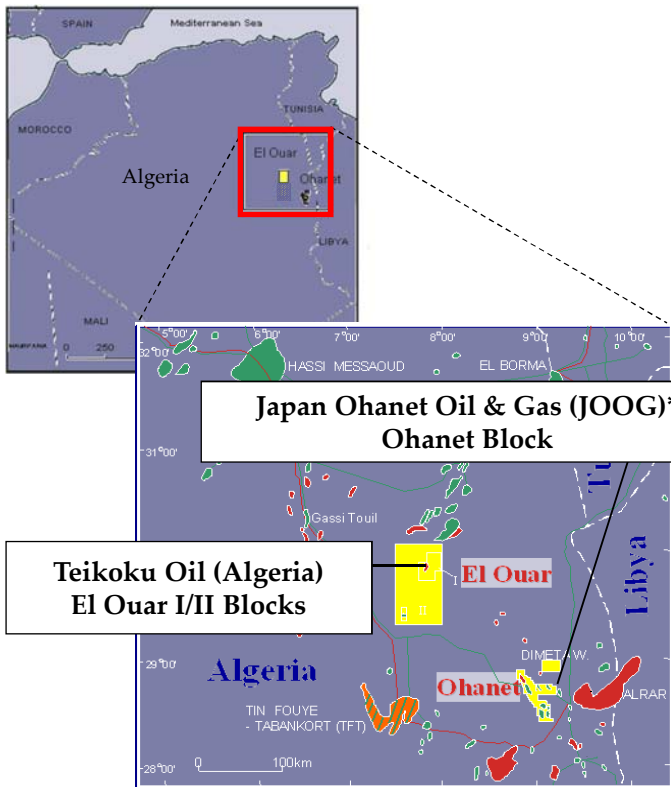 SPAIN
Mediterranean Sea
TUNISIA
MOROCCO
El Ouar
Algeria
Ohanet
LIBYA
MALI
0 250
5°00' 6°00' 7°00' 8°00' 9°00' 10°00'
32°00'
HASSI MESSAOUD
EL BORMA
Japan Ohanet Oil & Gas (JOOG)*
Ohanet Block
31°00'
Tu
Gassi Touil
Teikoku Oil (Algeria)
El Ouar I/II Blocks
El Ouar
I
II
Libya
29°00'
DIMETA W.
Algeria
Ohanet
ALRAR
TIN FOUYE
- TABANKORT (TFT)
0 100km
28°00'